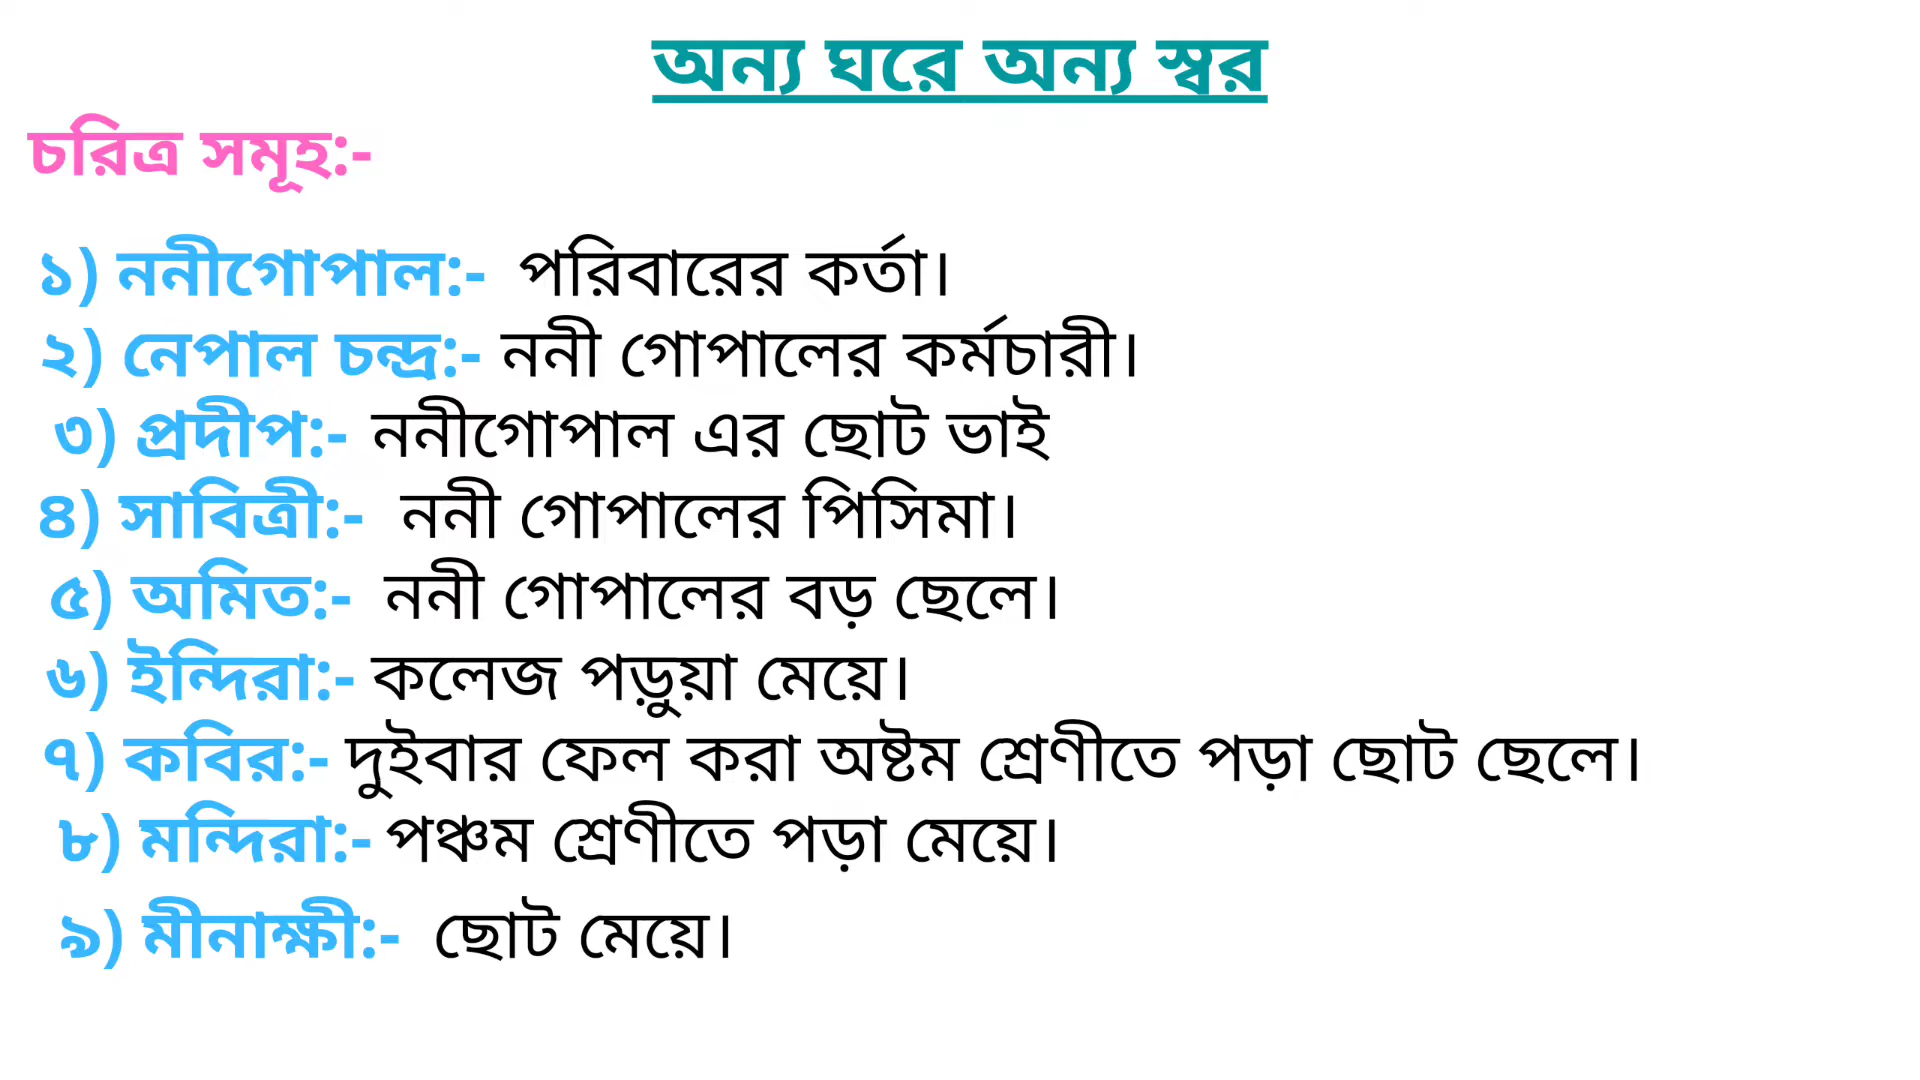 অন্য ঘরে অন্য স্বর
চরিত্র সমূহ:-
১) ননীগোপাল:- পরিবারের কর্তা।
২) নেপাল চন্দ্র:- ননী গোপালের কর্মচারী।
৩) প্রদীপ:- ননীগোপাল এর ছোট ভাই
৪) সাবিত্রী:- ননী গোপালের পিসিমা।
৫) অমিত:- ননী গোপালের বড় ছেলে।
৬) ইন্দিরা:- কলেজ পড়ুয়া মেয়ে।
৭) কবির:- দুইবার ফেল করা অষ্টম শ্রেণীতে পড়া ছোট ছেলে।
৮) মন্দিরা:- পঞ্চম শ্রেণীতে পড়া মেয়ে।
৯) মীনাক্ষী:- ছোট মেয়ে।